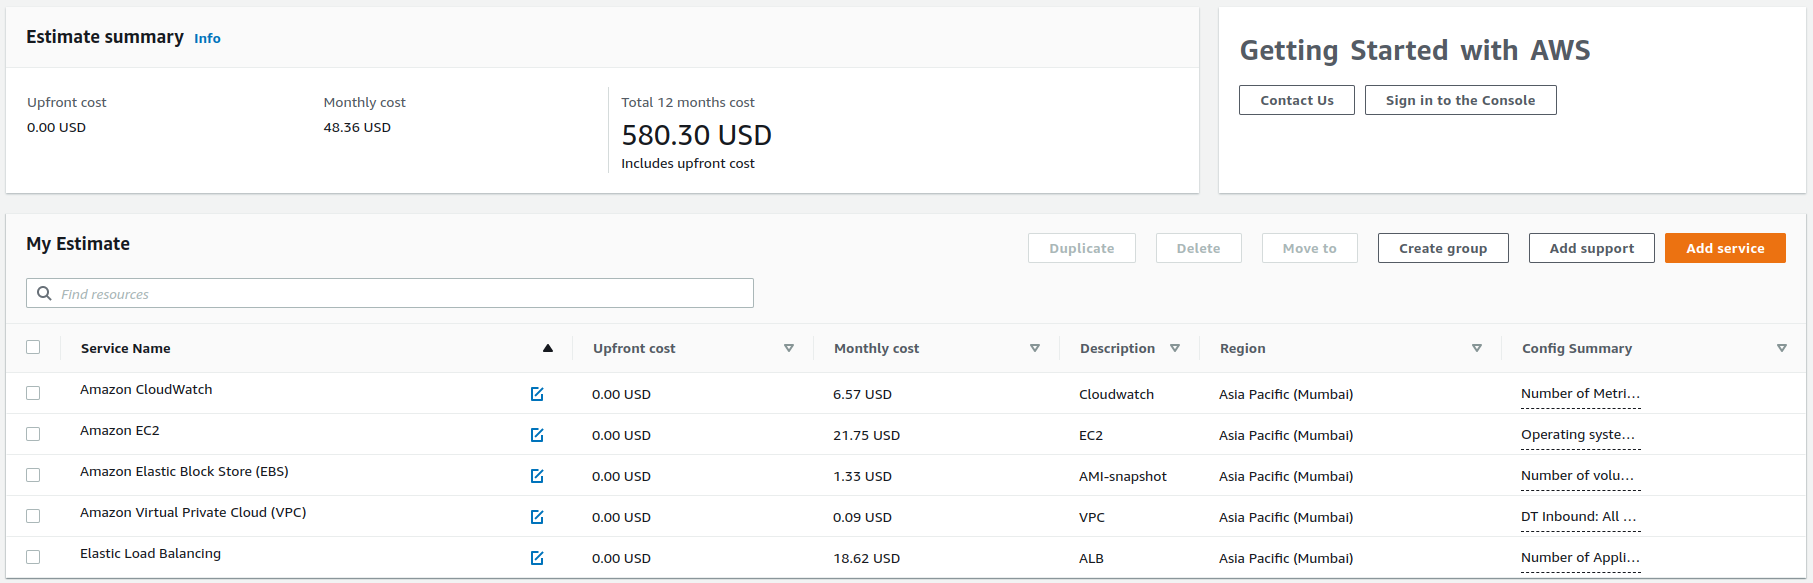 Estimate summary Info
Upfront cost
0.00 USD
Monthly cost
48.36 USD
Total 12 months cost
580.30 USD
Includes upfront cost
Getting Started with AWS
Contact Us Sign in to the Console
My Estimate
Duplicate Delete Move to Create group Add support Add service
Find resources
Service Name Upfront cost Monthly cost Description Region Config Summary
Amazon CloudWatch 0.00 USD 6.57 USD Cloudwatch Asia Pacific (Mumbai) Number of Metri...
Amazon EC2 0.00 USD 21.75 USD EC2 Asia Pacific (Mumbai) Operating syste...
Amazon Elastic Block Store (EBS) 0.00 USD 1.33 USD AMI-snapshot Asia Pacific (Mumbai) Number of volu...
Amazon Virtual Private Cloud (VPC) 0.00 USD 0.09 USD VPC Asia Pacific (Mumbai) DT Inbound: All ...
Elastic Load Balancing 0.00 USD 18.62 USD ALB Asia Pacific (Mumbai) Number of Appli...